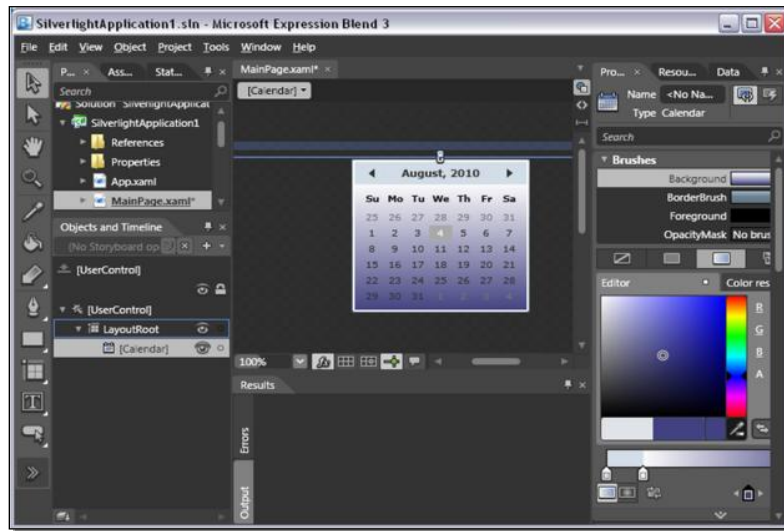 SilverlightApplication1.sln - Microsoft Expression Blend 3
File Edit View Object Project Tools Window Help
P... × Ass... Stat...
Search
Solution
SilverlightApplication1
References
Properties
App.xaml
MainPage.xaml*
Objects and Timeline
(No Storyboard op
[UserControl]
[UserControl]
LayoutRoot
[Calendar]
MainPage.xaml* ×
[Calendar]
August, 2010
Su Mo Tu We Th Fr Sa
25 26 27 28 29 30 31
1 2 3 4 5 6 7
8 9 10 11 12 13 14
15 16 17 18 19 20 21
22 23 24 25 26 27 28
29 30 31 1 2 3 4
100%
Results
Errors
Output
Pro... × Resou... Data
Name <No Na...
Type Calendar
Search
Brushes
Background
BorderBrush
Foreground
OpacityMask No brus
Editor Color res
R
G
B
A